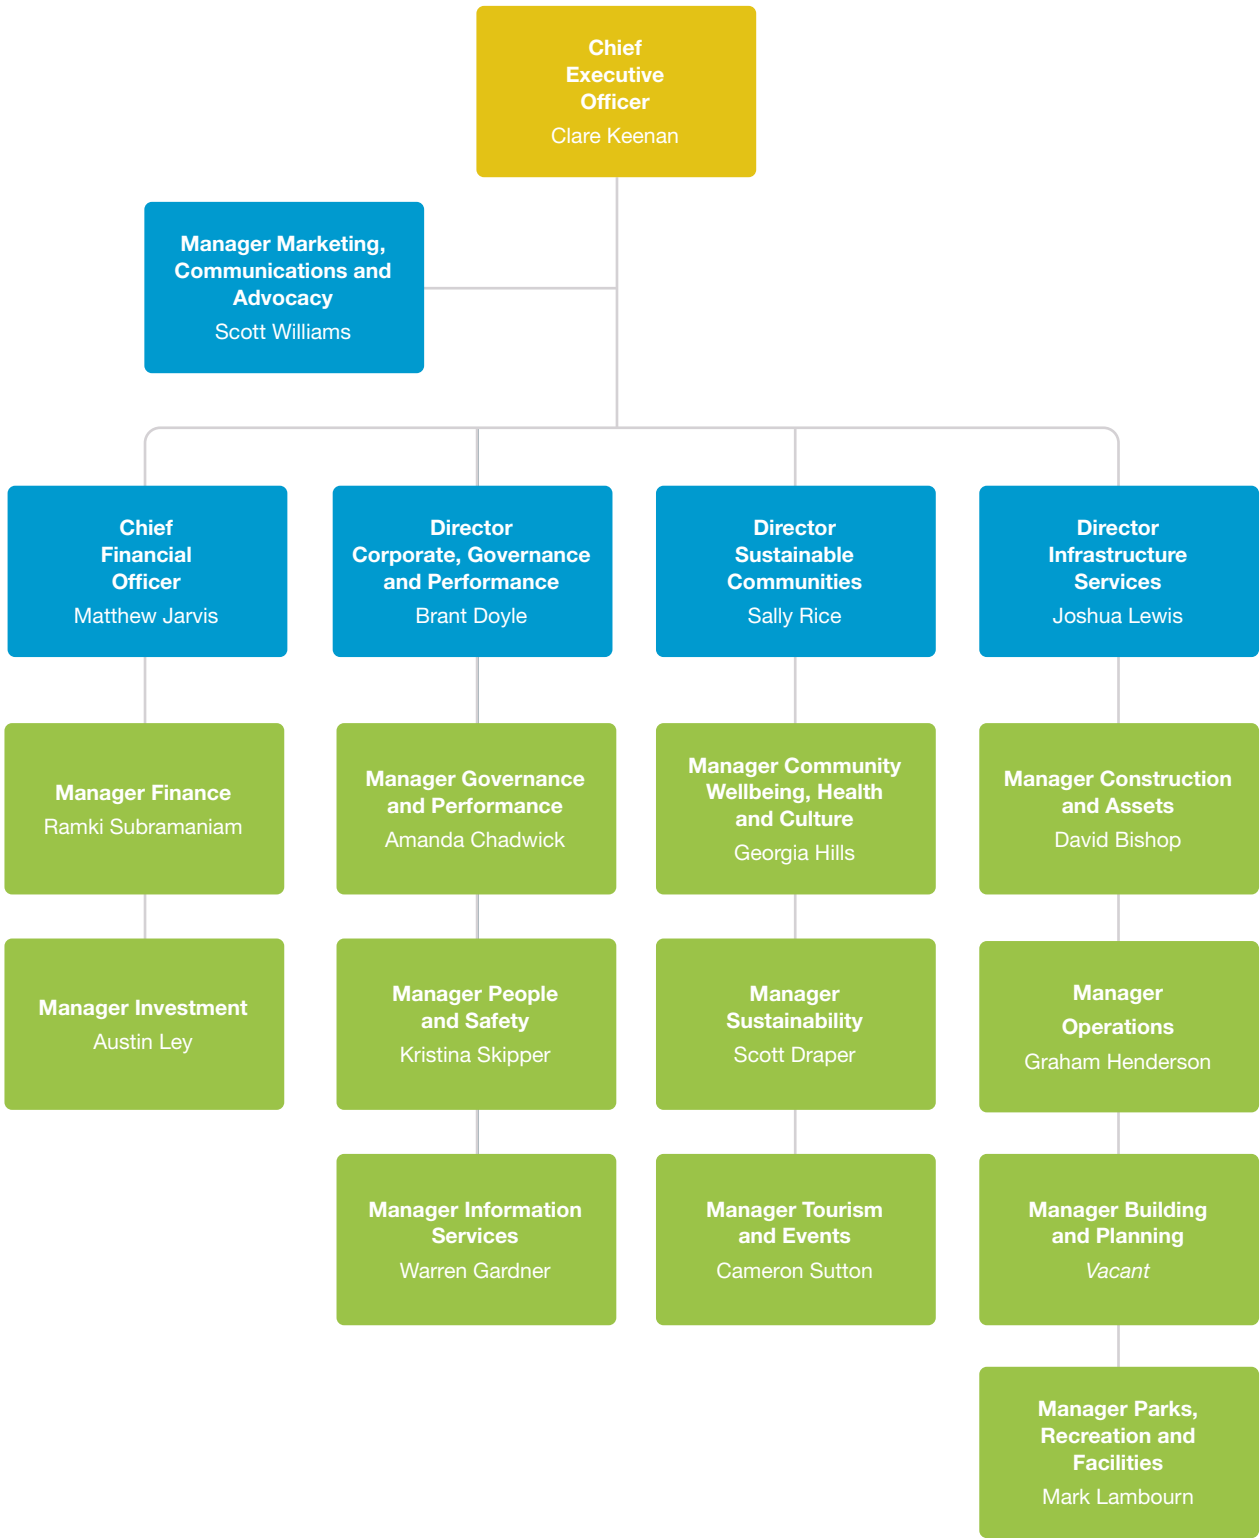 Chief
Executive
Officer
Clare Keenan
Manager Marketing,
Communications and
Advocacy
Scott Williams
Chief
Financial
Officer
Matthew Jarvis
Director
Corporate, Governance
and Performance
Brant Doyle
Director
Sustainable
Communities
Sally Rice
Director
Infrastructure
Services
Joshua Lewis
Manager Finance
Ramki Subramaniam
Manager Governance
and Performance
Amanda Chadwick
Manager Community
Wellbeing, Health
and Culture
Georgia Hills
Manager Construction
and Assets
David Bishop
Manager Investment
Austin Ley
Manager People
and Safety
Kristina Skipper
Manager
Sustainability
Scott Draper
Manager
Operations
Graham Henderson
Manager Information
Services
Warren Gardner
Manager Tourism
and Events
Cameron Sutton
Manager Building
and Planning
Vacant
Manager Parks,
Recreation and
Facilities
Mark Lambourn